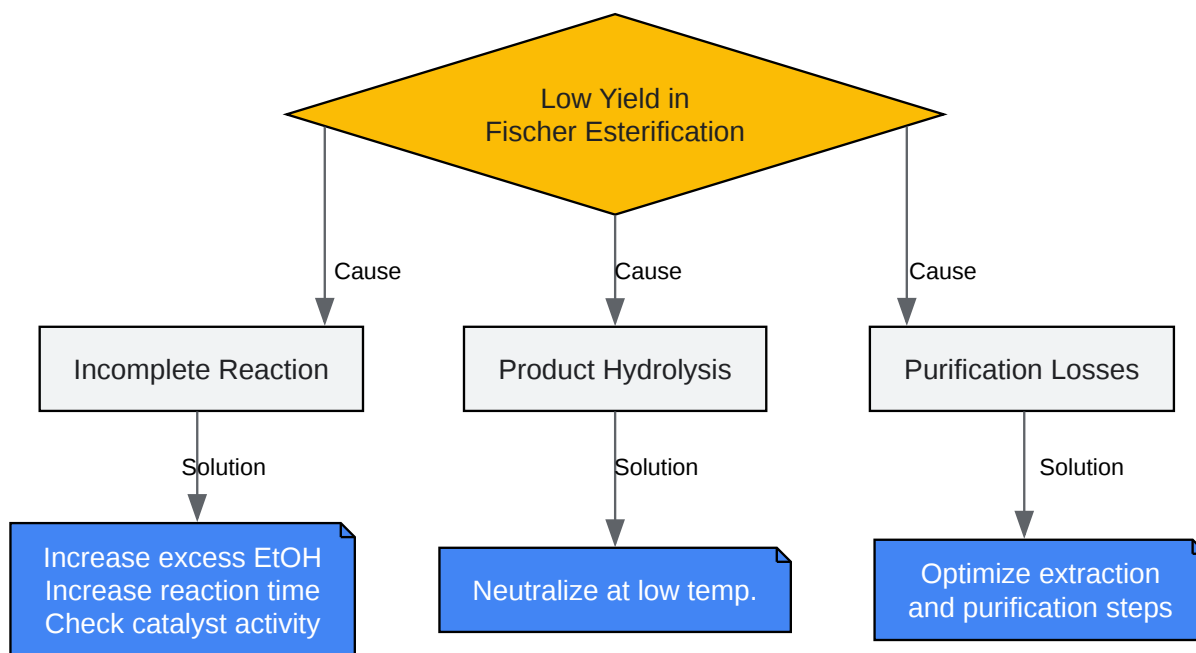 Low Yield in
Fischer Esterification
Cause
Cause
Cause
Incomplete Reaction
Product Hydrolysis
Purification Losses
Solution
Solution
Solution
Increase excess EtOH
Increase reaction time
Check catalyst activity
Neutralize at low temp.
Optimize extraction
and purification steps